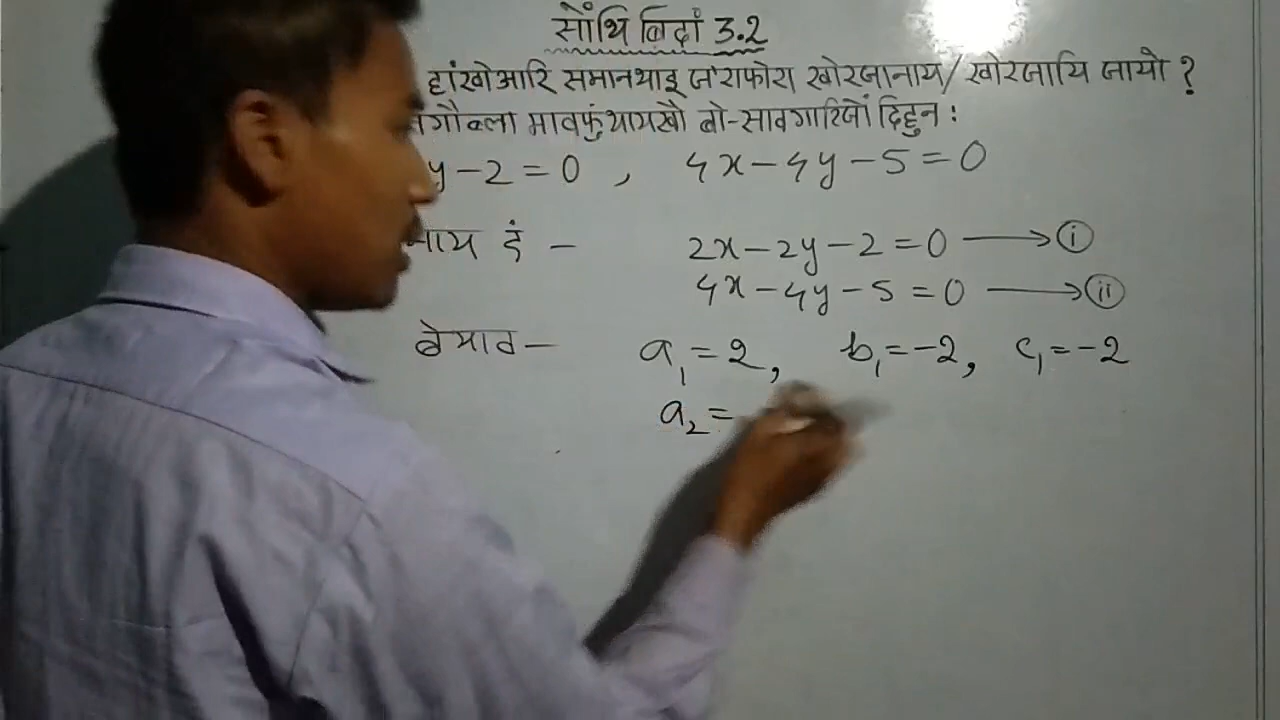 सौंथि बिदां 3.2
हांखोआरि समानथाइ ज'राफोरा खोरजानाय/ खोरजायि जायो ?
गौब्ला मावफुंथायखौ बो-सावगारिजों दिहुन :
y - 2 = 0 , 4x - 4y - 5 = 0
नाय दं - 2x - 2y - 2 = 0 → (i)
4x - 4y - 5 = 0 → (ii)
बेयाव - a₁ = 2, b₁ = -2, c₁ = -2
a₂ =